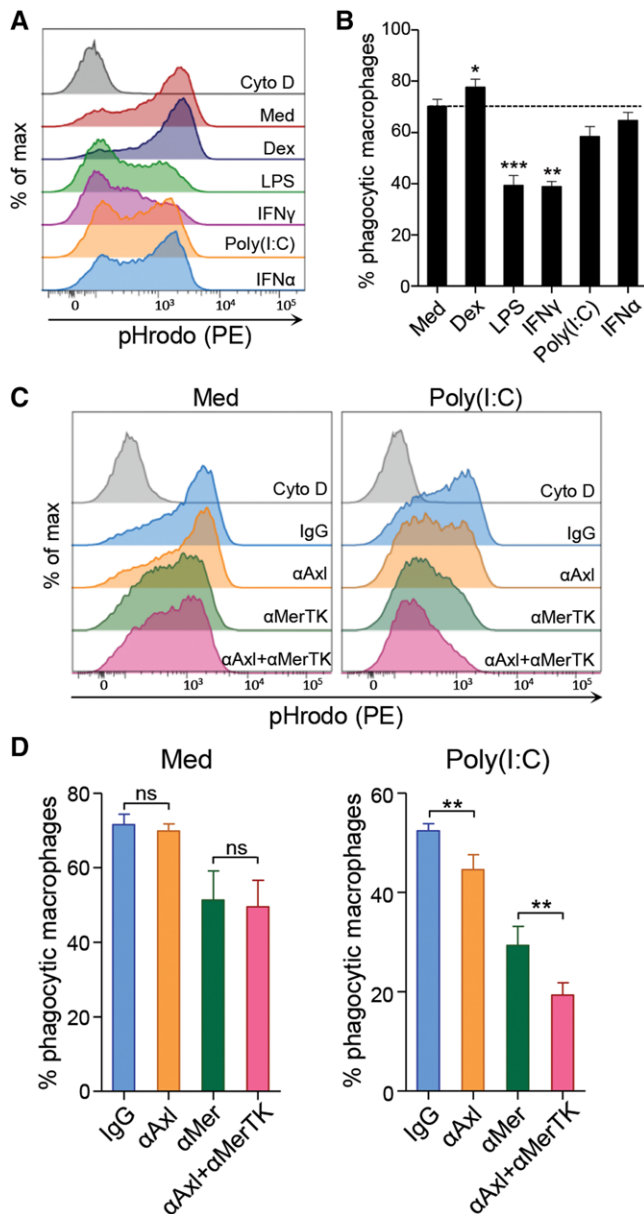 A
% of max
Cyto D
Med
Dex
LPS
IFNγ
Poly(I:C)
IFNα
0 10³ 10⁴ 10⁵
pHrodo (PE)
B
% phagocytic macrophages
100
80
60
40
20
0
*
***
**
Med
Dex
LPS
IFNγ
Poly(I:C)
IFNα
C
Med
Poly(I:C)
% of max
Cyto D
IgG
αAxl
αMerTK
αAxl+αMerTK
0 10³ 10⁴ 10⁵
Cyto D
IgG
αAxl
αMerTK
αAxl+αMerTK
0 10³ 10⁴ 10⁵
pHrodo (PE)
D
Med
% phagocytic macrophages
80
60
40
20
0
ns
ns
IgG
αAxl
αMer
αAxl+αMerTK
Poly(I:C)
% phagocytic macrophages
60
40
20
0
**
**
IgG
αAxl
αMer
αAxl+αMerTK